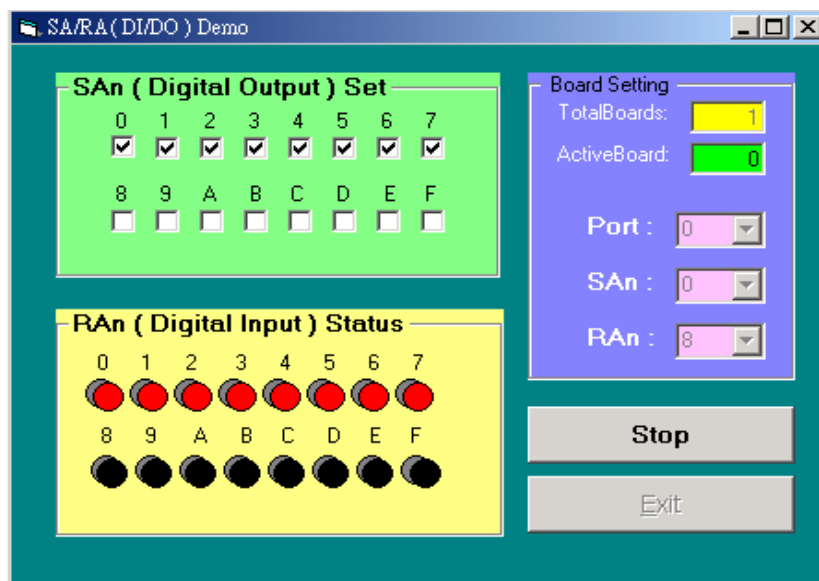 SA/RA( DI/DO ) Demo
SAn ( Digital Output ) Set
0 1 2 3 4 5 6 7
8 9 A B C D E F
RAn ( Digital Input ) Status
0 1 2 3 4 5 6 7
8 9 A B C D E F
Board Setting
TotalBoards: 1
ActiveBoard: 0
Port : 0
SAn : 0
RAn : 8
Stop
Exit